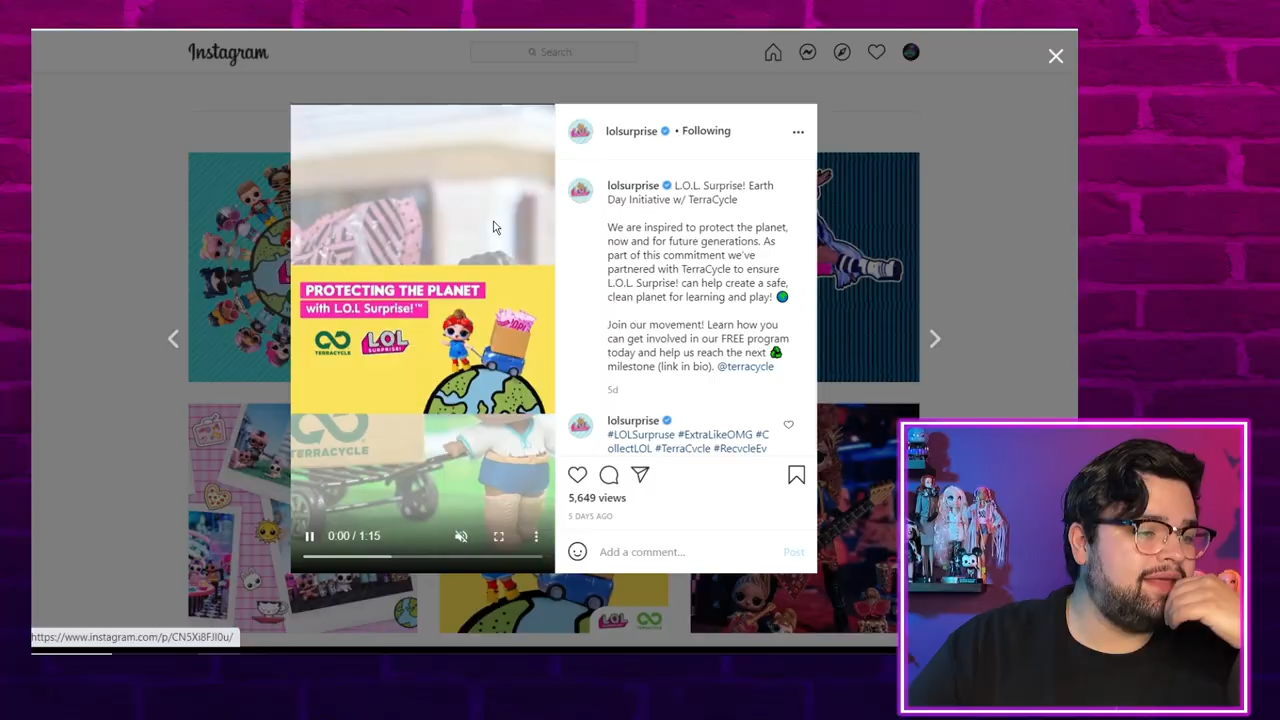 Instagram
Search
lolsurprise • Following
lolsurprise L.O.L. Surprise! Earth
Day Initiative w/ TerraCycle
We are inspired to protect the planet,
now and for future generations. As
part of this commitment we've
partnered with TerraCycle to ensure
L.O.L. Surprise! can help create a safe,
clean planet for learning and play!
Join our movement! Learn how you
can get involved in our FREE program
today and help us reach the next
milestone (link in bio). @terracycle
5d
lolsurprise
#LOLSurpruse #ExtraLikeOMG #C
ollectLOL #TerraCycle #RecycleEv
5,649 views
5 DAYS AGO
Add a comment...
Post
PROTECTING THE PLANET
with L.O.L Surprise!™
TERRACYCLE
LOL
SURPRISE!
TERRACYCLE
0:00 / 1:15
LOL
https://www.instagram.com/p/CN5Xi8FJl0u/